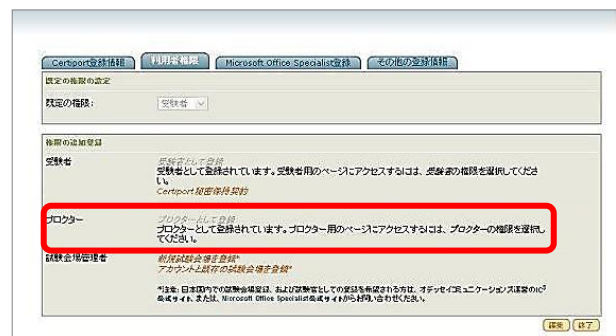 Certiport登録情報 利用者権限 Microsoft Office Specialist登録 その他の登録情報
既定の権限の設定
既定の権限: 受験者
権限の追加登録
受験者 受験者として登録
受験者として登録されています。受験者用のページにアクセスするには、受験者の権限を選択してくださ
い。
Certiport 秘密保持契約
プロクター プロクターとして登録
プロクターとして登録されています。プロクター用のページにアクセスするには、プロクターの権限を選択し
てください。
試験会場管理者 新規試験会場を登録*
アカウントと既存の試験会場を登録*
*注意: 日本国内での試験会場登録、および試験官としての登録を希望される方は、オデッセイコミュニケーションズ運営のIC³
公式サイト、または、Microsoft Office Specialist公式サイトからお問い合わせください。
編集 終了